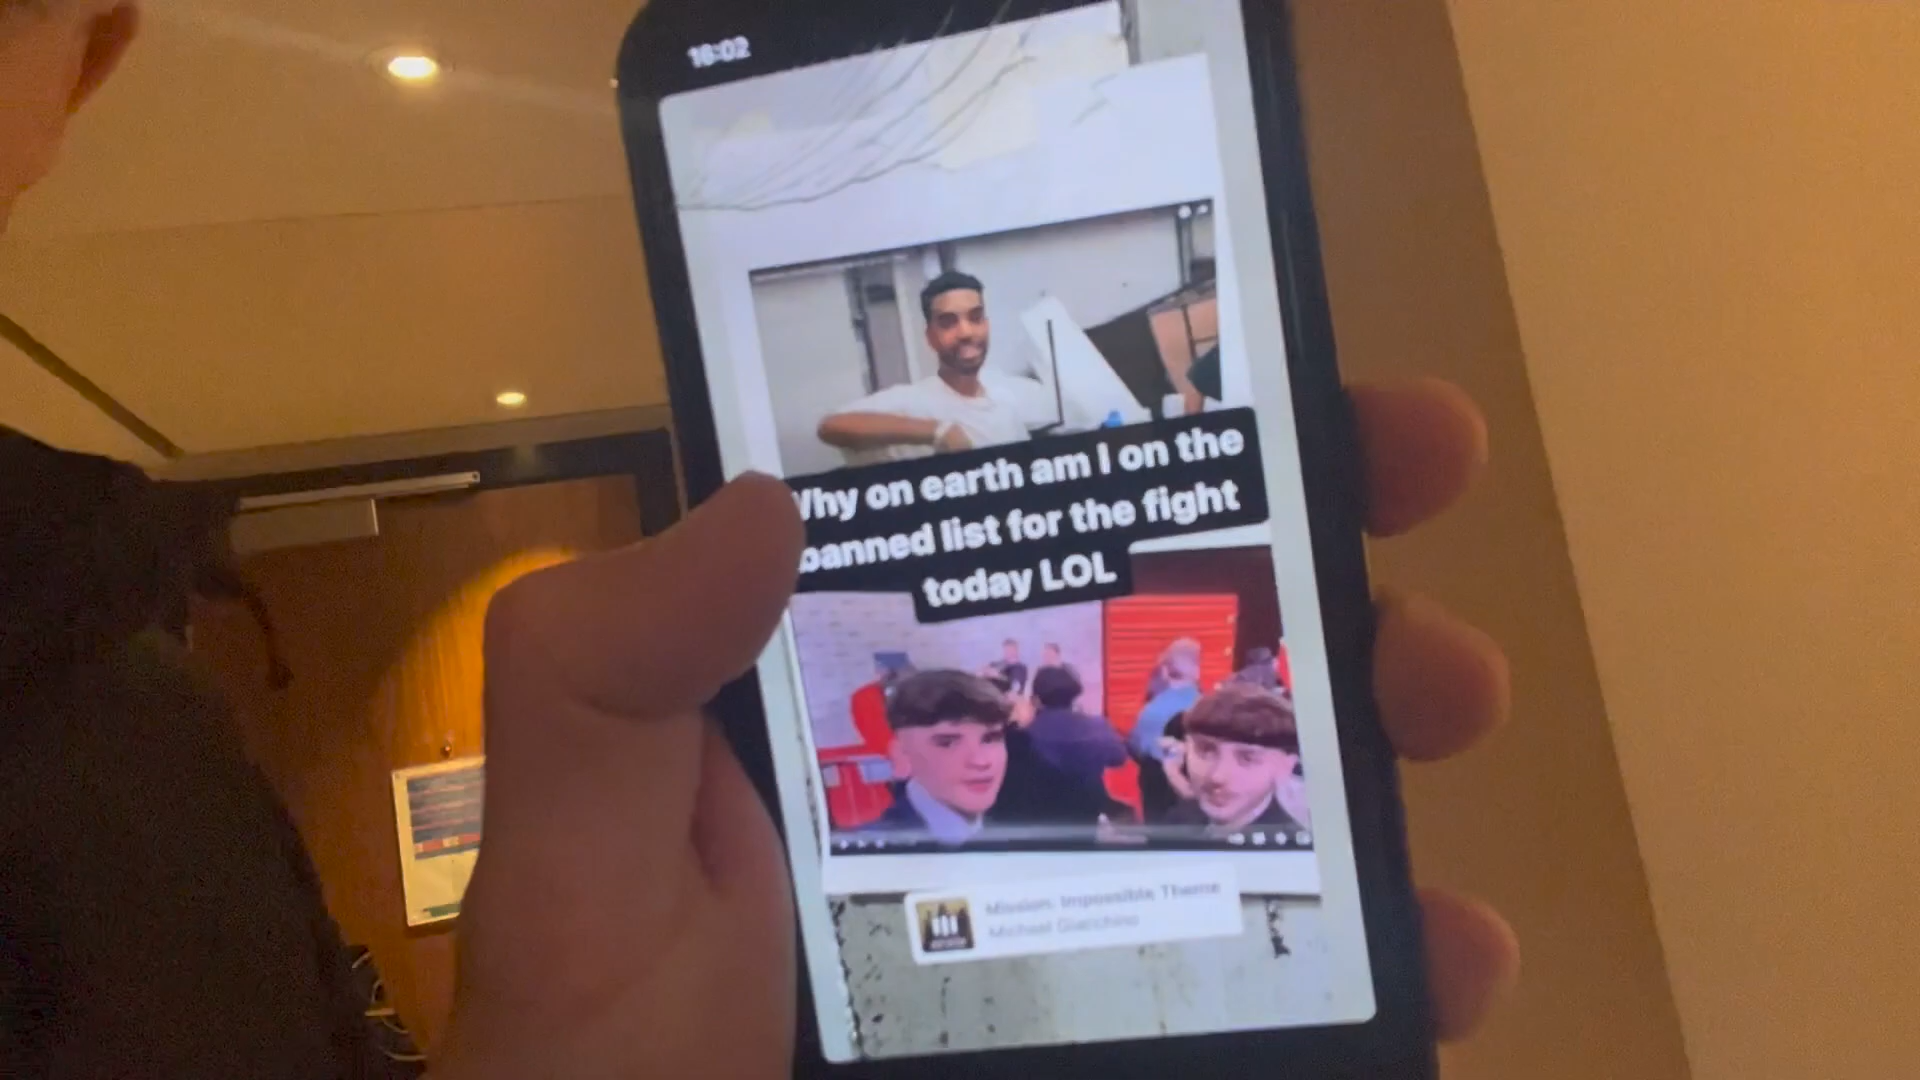 18:02
Why on earth am I on the
banned list for the fight
today LOL
Mission: Impossible Theme
Michael Giacchino